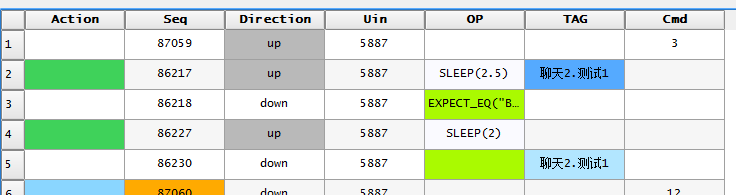 Action Seq Direction Uin OP TAG Cmd
1 87059 up 5887 3
2 86217 up 5887 SLEEP(2.5) 聊天2.测试1
3 86218 down 5887 EXPECT_EQ("B...
4 86227 up 5887 SLEEP(2)
5 86230 down 5887 聊天2.测试1
6 87060 down 5887 12